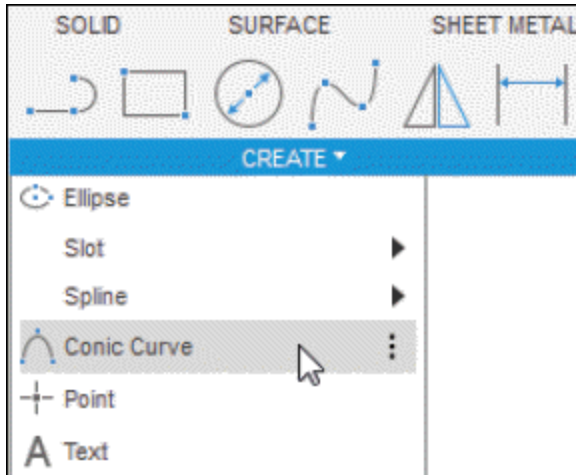 SOLID SURFACE SHEET METAL
CREATE
Ellipse
Slot
Spline
Conic Curve
Point
A Text